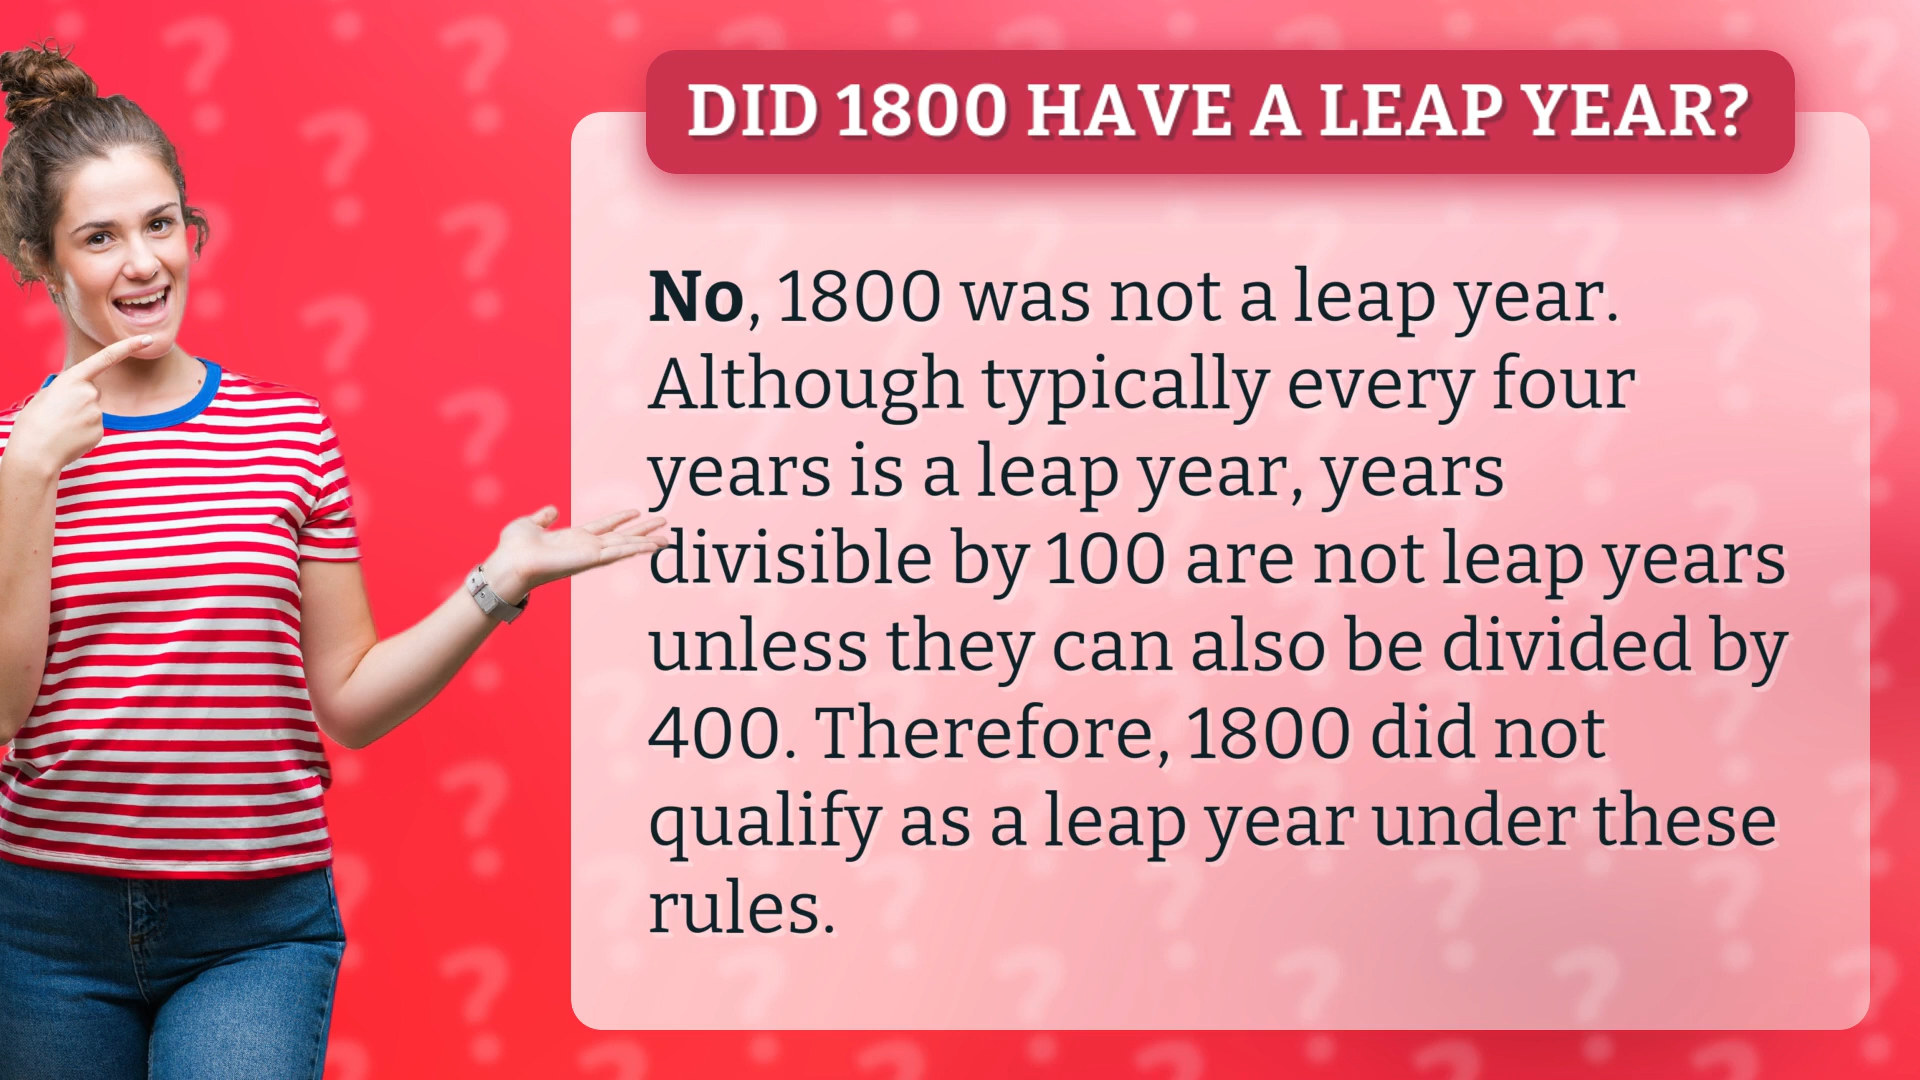 DID 1800 HAVE A LEAP YEAR?
No, 1800 was not a leap year.
Although typically every four
years is a leap year, years
divisible by 100 are not leap years
unless they can also be divided by
400. Therefore, 1800 did not
qualify as a leap year under these
rules.